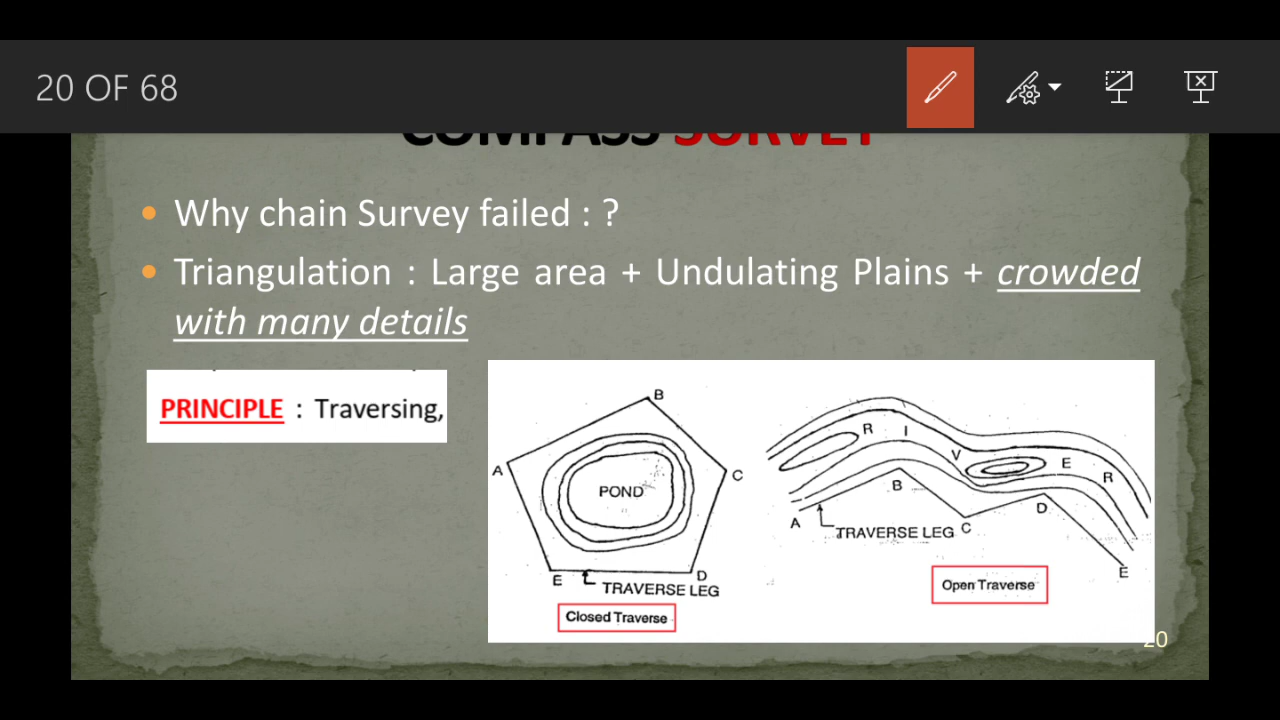 20 OF 68
COMPASS SURVEY
Why chain Survey failed : ?
Triangulation : Large area + Undulating Plains + crowded
with many details
PRINCIPLE : Traversing,
A
B
C
D
E
POND
TRAVERSE LEG
Closed Traverse
R I V E R
A
B
C
D
E
TRAVERSE LEG
Open Traverse
20